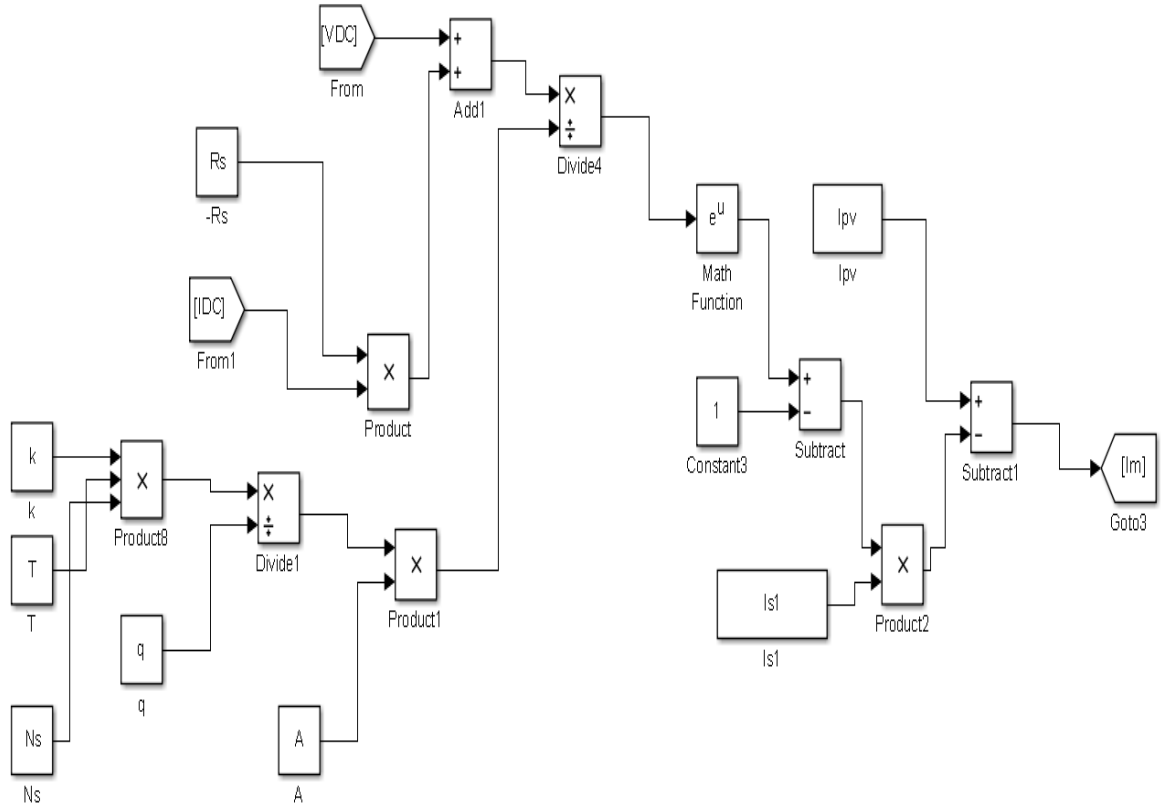 [VDC]
From
+
+
Add1
×
÷
Divide4
Rs
-Rs
[IDC]
From1
×
Product
e^u
Math
Function
Ipv
Ipv
1
Constant3
+
−
Subtract
+
−
Subtract1
[Im]
Goto3
k
k
×
Product8
×
÷
Divide1
T
T
×
Product1
q
q
Is1
Is1
×
Product2
Ns
Ns
A
A